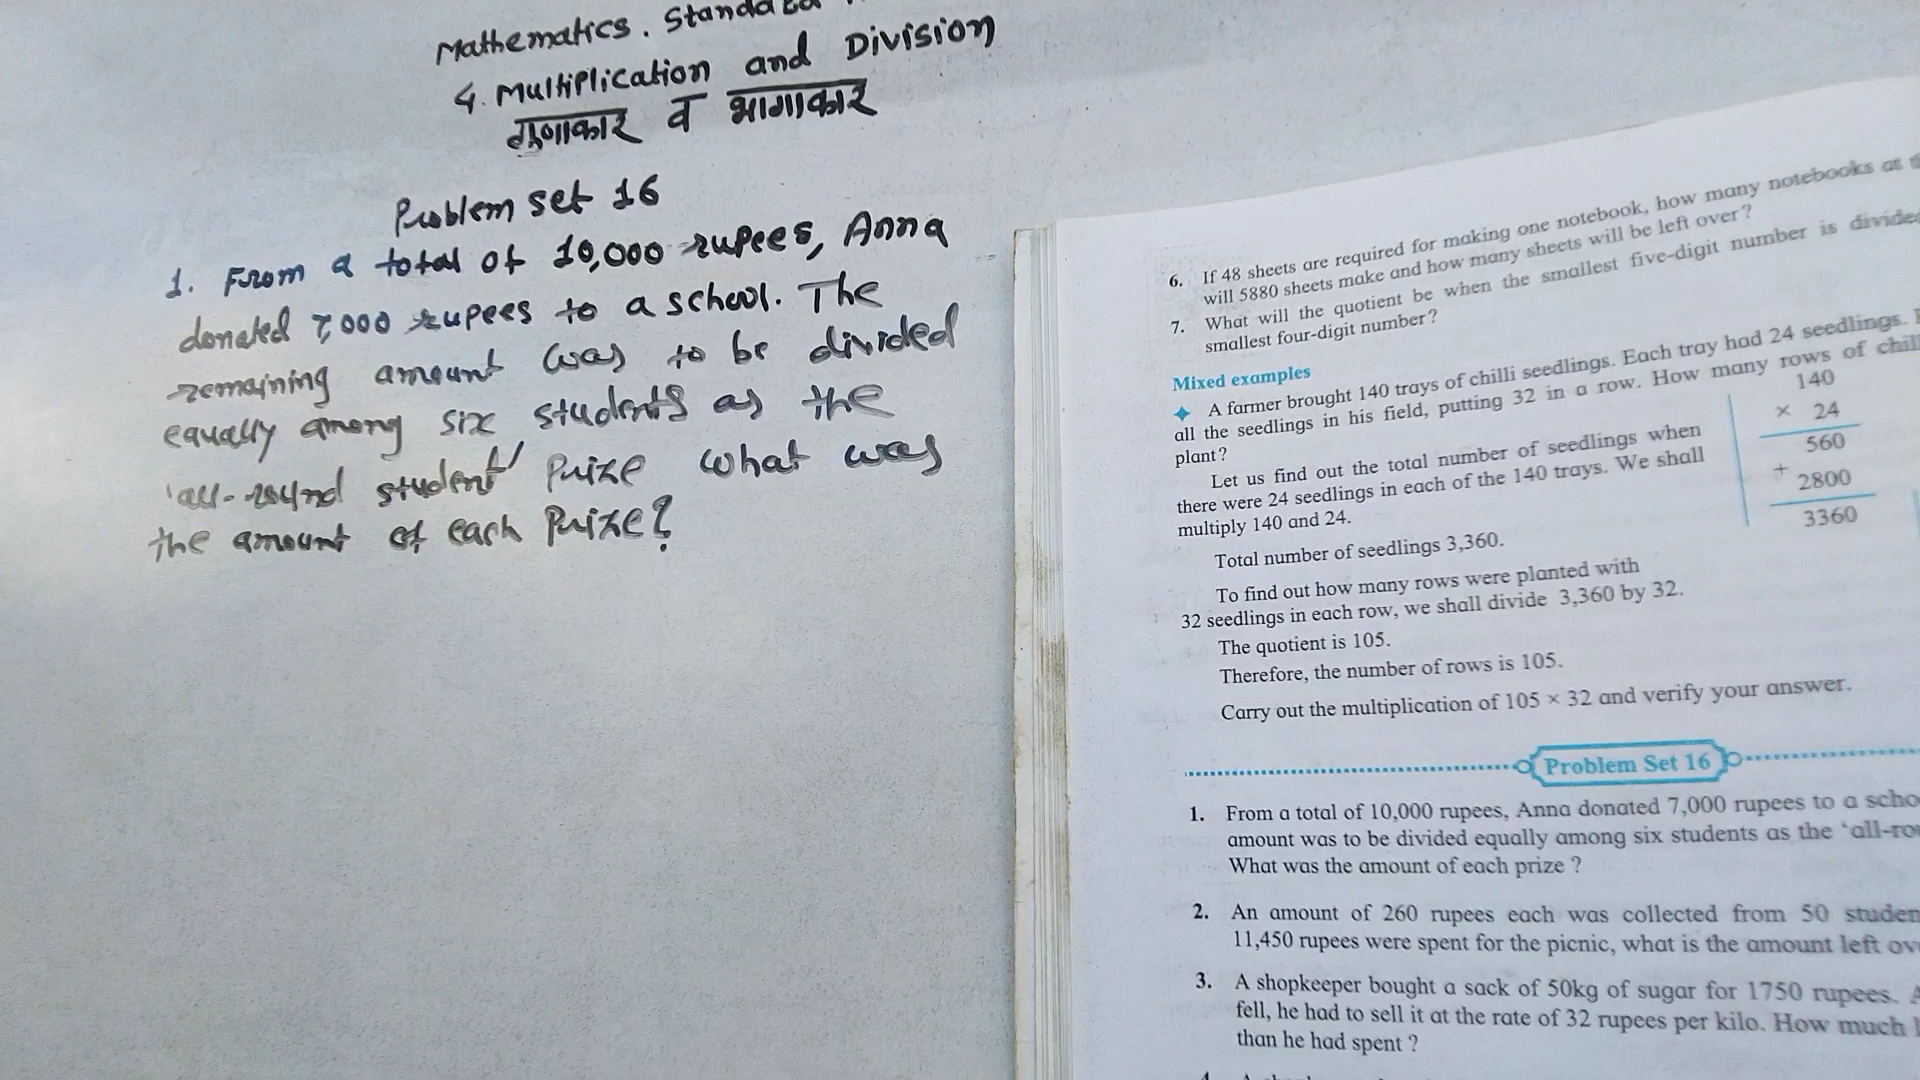 Mathematics. Standard
4. Multiplication and Division
गुणाकार व भागाकार
Problem set 16
1. From a total of 10,000 rupees, Anna
donated 7,000 rupees to a school. The
remaining amount was to be divided
equally among six students as the
'all-round student' Prize what was
the amount of each Prize?
6. If 48 sheets are required for making one notebook, how many notebooks at
will 5880 sheets make and how many sheets will be left over?
7. What will the quotient be when the smallest five-digit number is divided
smallest four-digit number?
Mixed examples
A farmer brought 140 trays of chilli seedlings. Each tray had 24 seedlings.
all the seedlings in his field, putting 32 in a row. How many rows of chil
plant?
Let us find out the total number of seedlings when
there were 24 seedlings in each of the 140 trays. We shall
multiply 140 and 24.
140
× 24
560
+
2800
3360
Total number of seedlings 3,360.
To find out how many rows were planted with
32 seedlings in each row, we shall divide 3,360 by 32.
The quotient is 105.
Therefore, the number of rows is 105.
Carry out the multiplication of 105 × 32 and verify your answer.
Problem Set 16
1. From a total of 10,000 rupees, Anna donated 7,000 rupees to a scho
amount was to be divided equally among six students as the 'all-rou
What was the amount of each prize ?
2. An amount of 260 rupees each was collected from 50 studen
11,450 rupees were spent for the picnic, what is the amount left ov
3. A shopkeeper bought a sack of 50kg of sugar for 1750 rupees.
fell, he had to sell it at the rate of 32 rupees per kilo. How much
than he had spent ?